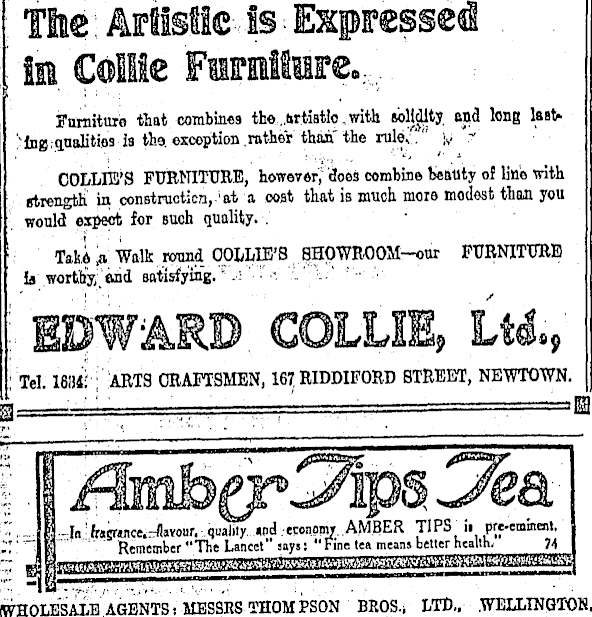 The Artistic is Expressed
in Collie Furniture.
Furniture that combines the artistic with solidity and long last-
ing qualities is the exception rather than the rule.
COLLIE'S FURNITURE, however, does combine beauty of line with
strength in construction, at a cost that is much more modest than you
would expect for such quality.
Take a Walk round COLLIE'S SHOWROOM—our FURNITURE
is worthy and satisfying.
EDWARD COLLIE, Ltd.,
Tel. 1634. ARTS CRAFTSMEN, 167 RIDDIFORD STREET, NEWTOWN.
Amber Tips Tea
In fragrance, flavour, quality and economy AMBER TIPS is pre-eminent.
Remember "The Lancet" says: "Fine tea means better health." 74
WHOLESALE AGENTS: MESSRS THOMPSON BROS., LTD., WELLINGTON.